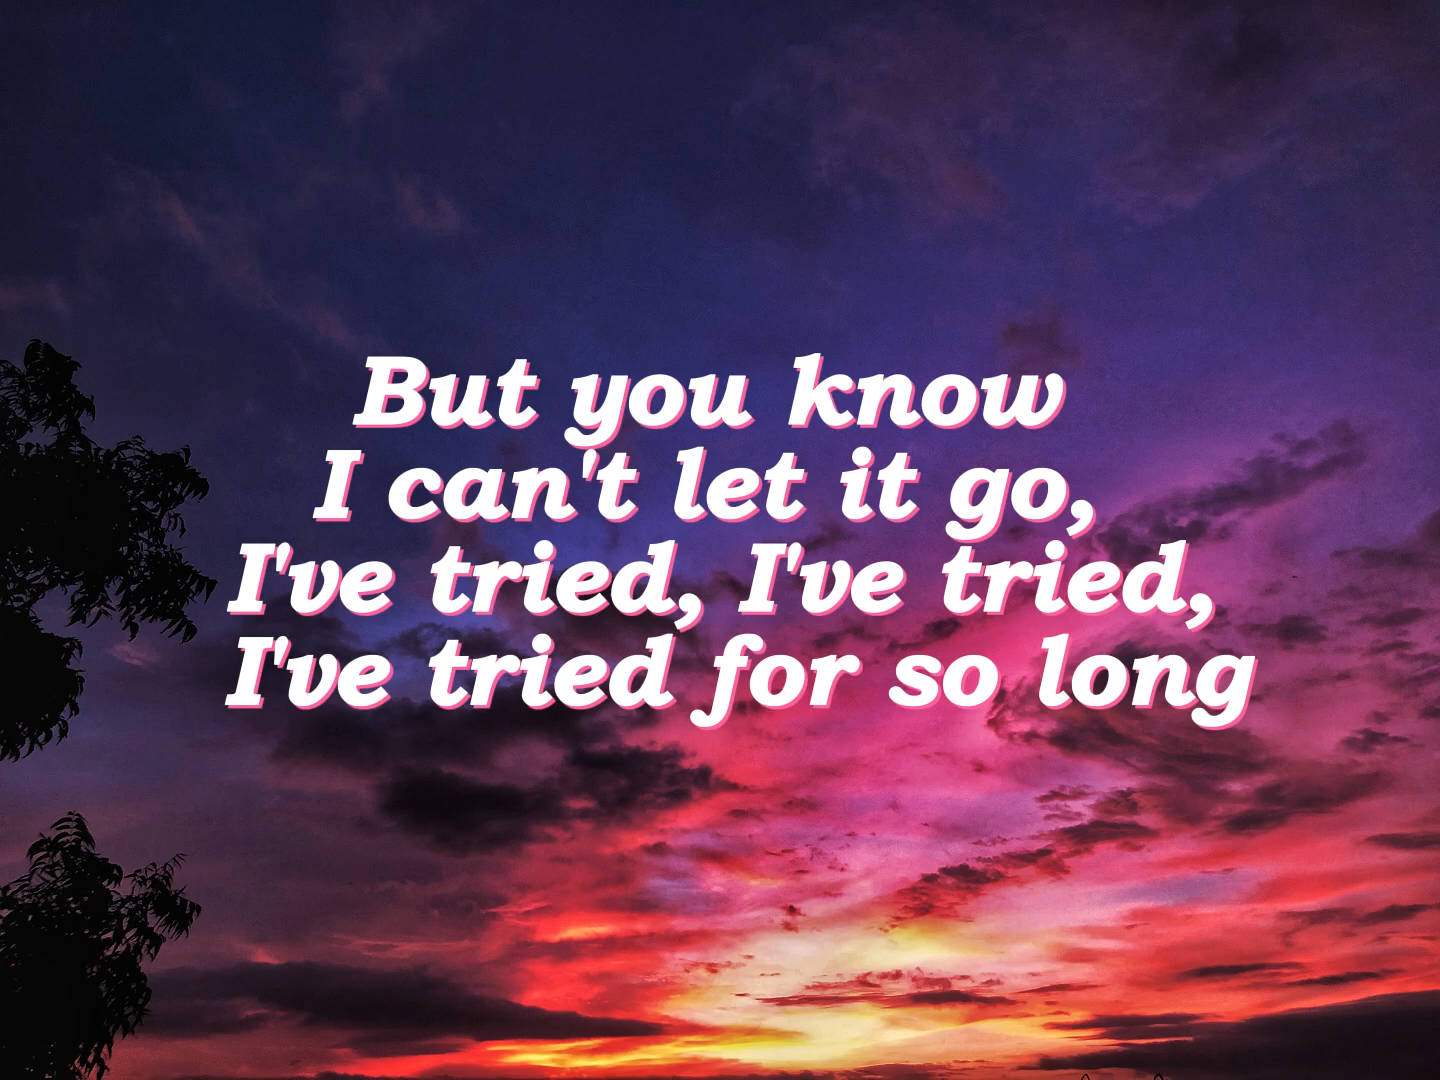 But you know
I can't let it go,
I've tried, I've tried,
I've tried for so long